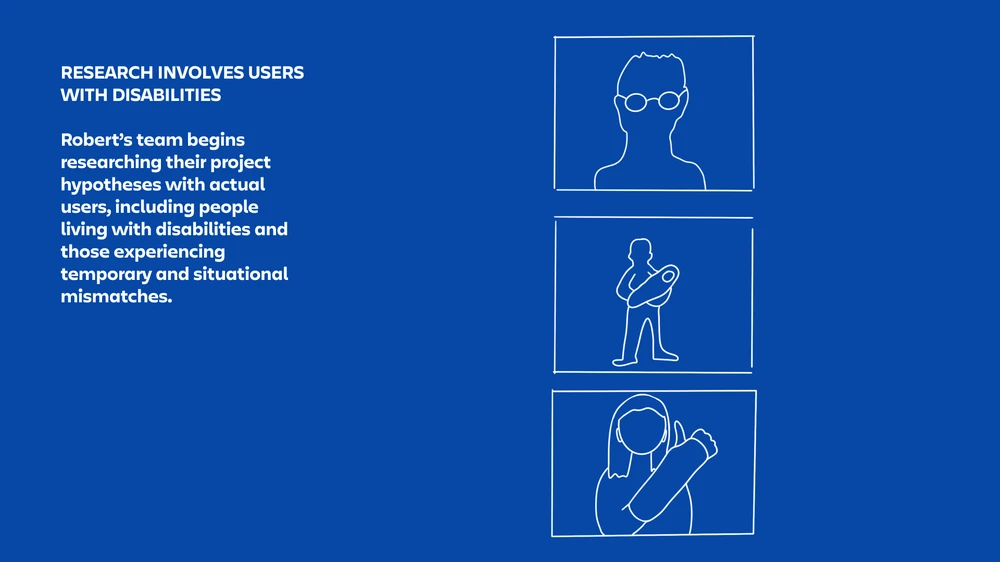 RESEARCH INVOLVES USERS
WITH DISABILITIES
Robert’s team begins
researching their project
hypotheses with actual
users, including people
living with disabilities and
those experiencing
temporary and situational
mismatches.